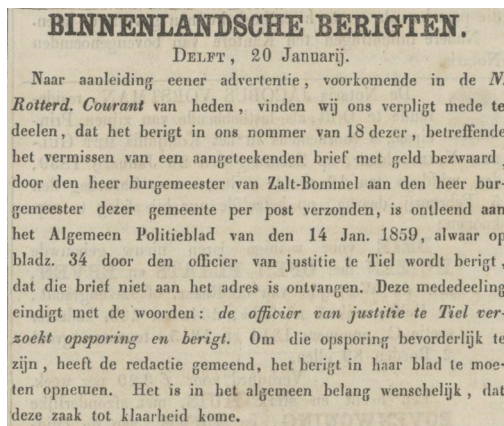 BINNENLANDSCHE BERIGTEN.
DELFT, 20 Januarij.
Naar aanleiding eener advertentie, voorkomende in de N.
Rotterd. Courant van heden, vinden wij ons verpligt mede te
deelen, dat het berigt in ons nommer van 18 dezer, betreffende
het vermissen van een aangeteekenden brief met geld bezwaard,
door den heer burgemeester van Zalt-Bommel aan den heer bur-
gemeester dezer gemeente per post verzonden, is ontleend aan
het Algemeen Politieblad van den 14 Jan. 1859, alwaar op
bladz. 34 door den officier van justitie te Tiel wordt berigt,
dat die brief niet aan het adres is ontvangen. Deze mededeeling
eindigt met de woorden: de officier van justitie te Tiel ver-
zoekt opsporing en berigt. Om die opsporing bevorderlijk te
zijn, heeft de redactie gemeend, het berigt in haar blad te moe-
ten opnemen. Het is in het algemeen belang wenschelijk, dat
deze zaak tot klaarheid kome.